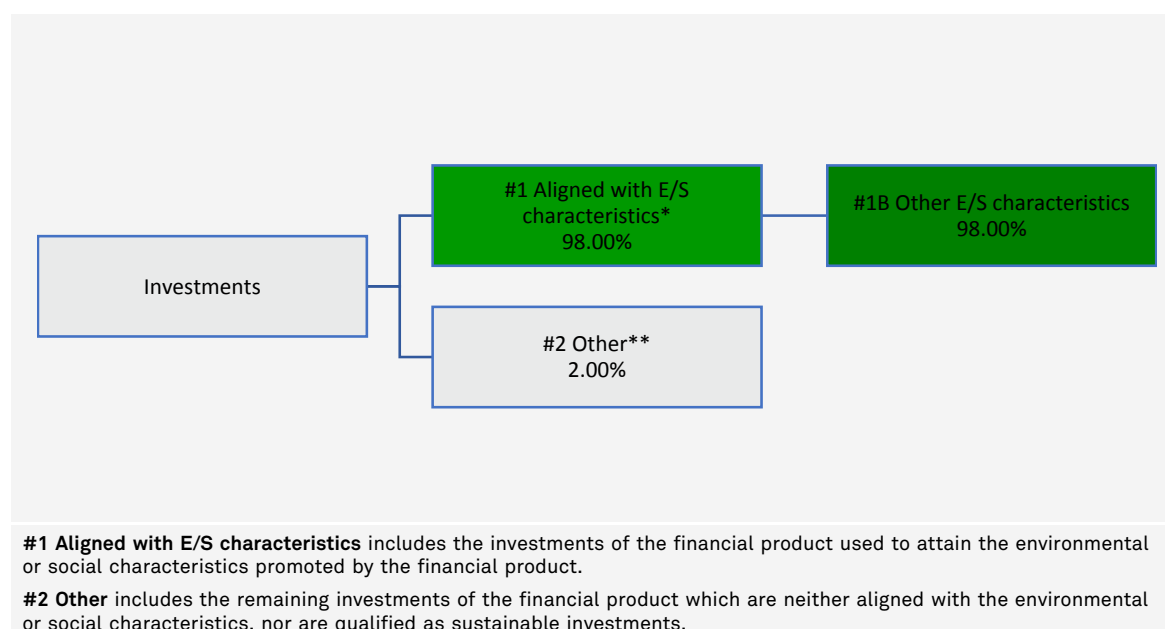 #1 Aligned with E/S
characteristics*
98.00%
#1B Other E/S characteristics
98.00%
Investments
#2 Other**
2.00%
#1 Aligned with E/S characteristics includes the investments of the financial product used to attain the environmental
or social characteristics promoted by the financial product.
#2 Other includes the remaining investments of the financial product which are neither aligned with the environmental
or social characteristics, nor are qualified as sustainable investments.